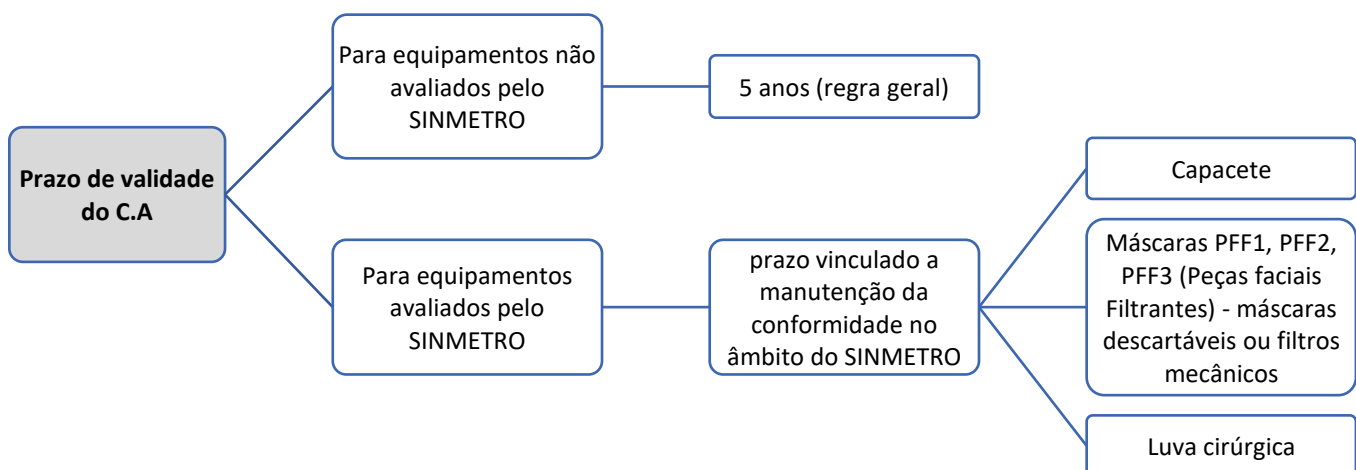 Prazo de validade
do C.A
Para equipamentos não
avaliados pelo
SINMETRO
5 anos (regra geral)
Para equipamentos
avaliados pelo
SINMETRO
prazo vinculado a
manutenção da
conformidade no
âmbito do SINMETRO
Capacete
Máscaras PFF1, PFF2,
PFF3 (Peças faciais
Filtrantes) - máscaras
descartáveis ou filtros
mecânicos
Luva cirúrgica